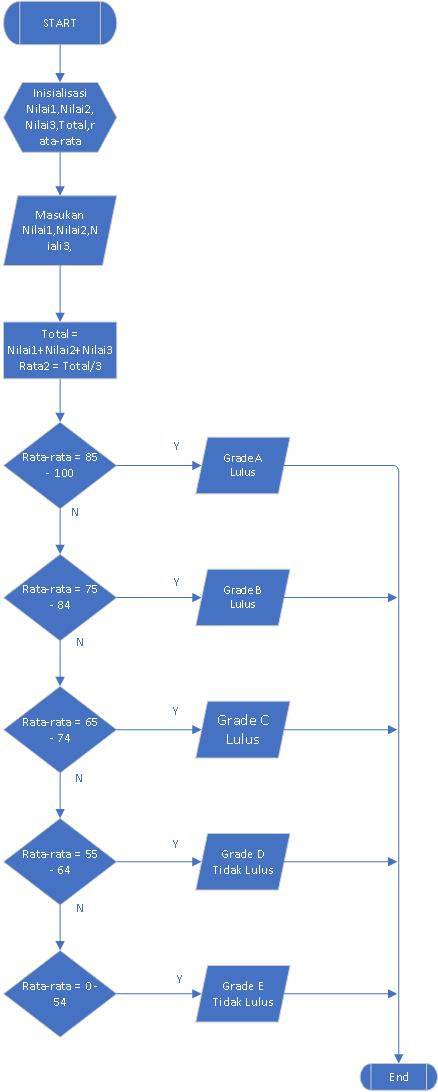 START
Inisialisasi
Nilai1,Nilai2,
Nilai3,Total,r
ata-rata
Masukan
Nilai1,Nilai2,N
iali3,
Total =
Nilai1+Nilai2+Nilai3
Rata2 = Total/3
Rata-rata = 85
- 100
Y
Grade A
Lulus
N
Rata-rata = 75
- 84
Y
Grade B
Lulus
N
Rata-rata = 65
- 74
Y
Grade C
Lulus
N
Rata-rata = 55
- 64
Y
Grade D
Tidak Lulus
N
Rata-rata = 0 -
54
Y
Grade E
Tidak Lulus
End